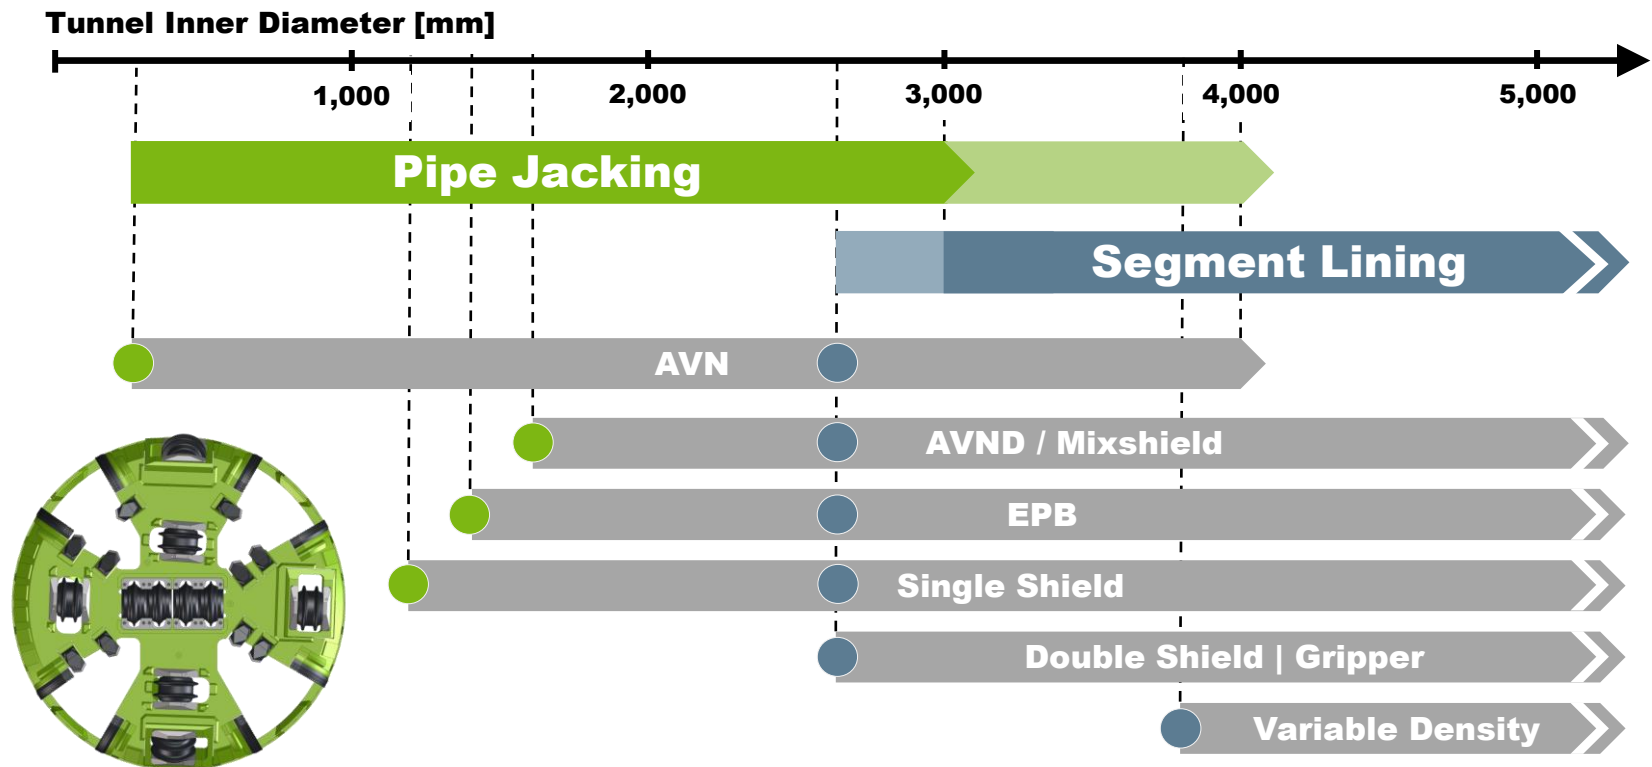 Tunnel Inner Diameter [mm]
1,000 2,000 3,000 4,000 5,000
Pipe Jacking
Segment Lining
AVN
AVND / Mixshield
EPB
Single Shield
Double Shield | Gripper
Variable Density